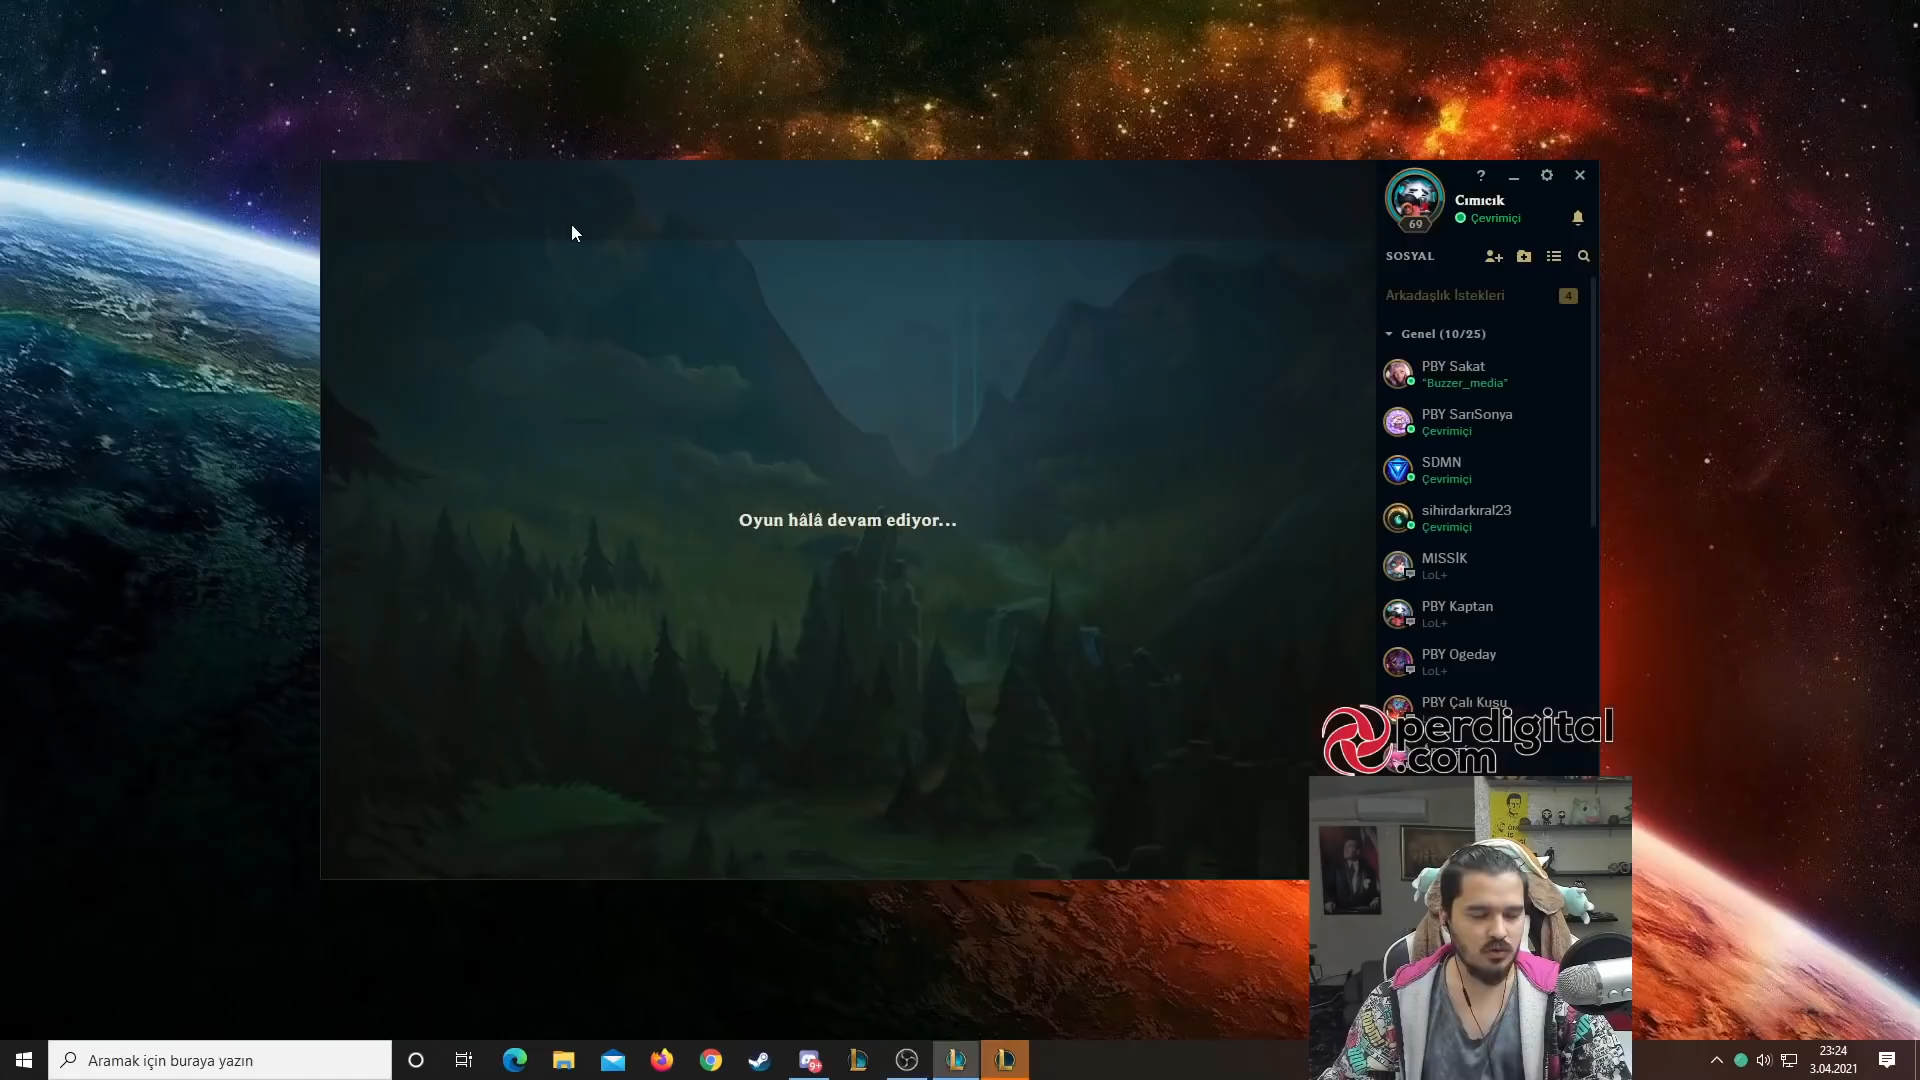 Cımıcık
Çevrimiçi
69
SOSYAL
Arkadaşlık İstekleri
4
Genel (10/25)
PBY Sakat
"Buzzer_media"
PBY SarıSonya
Çevrimiçi
SDMN
Çevrimiçi
sihirdarkıral23
Çevrimiçi
MISSİK
LoL+
PBY Kaptan
LoL+
PBY Ogeday
LoL+
PBY Çalı Kuşu
Oyun hâlâ devam ediyor...
perdigital
.com
Aramak için buraya yazın
9+
23:24
3.04.2021